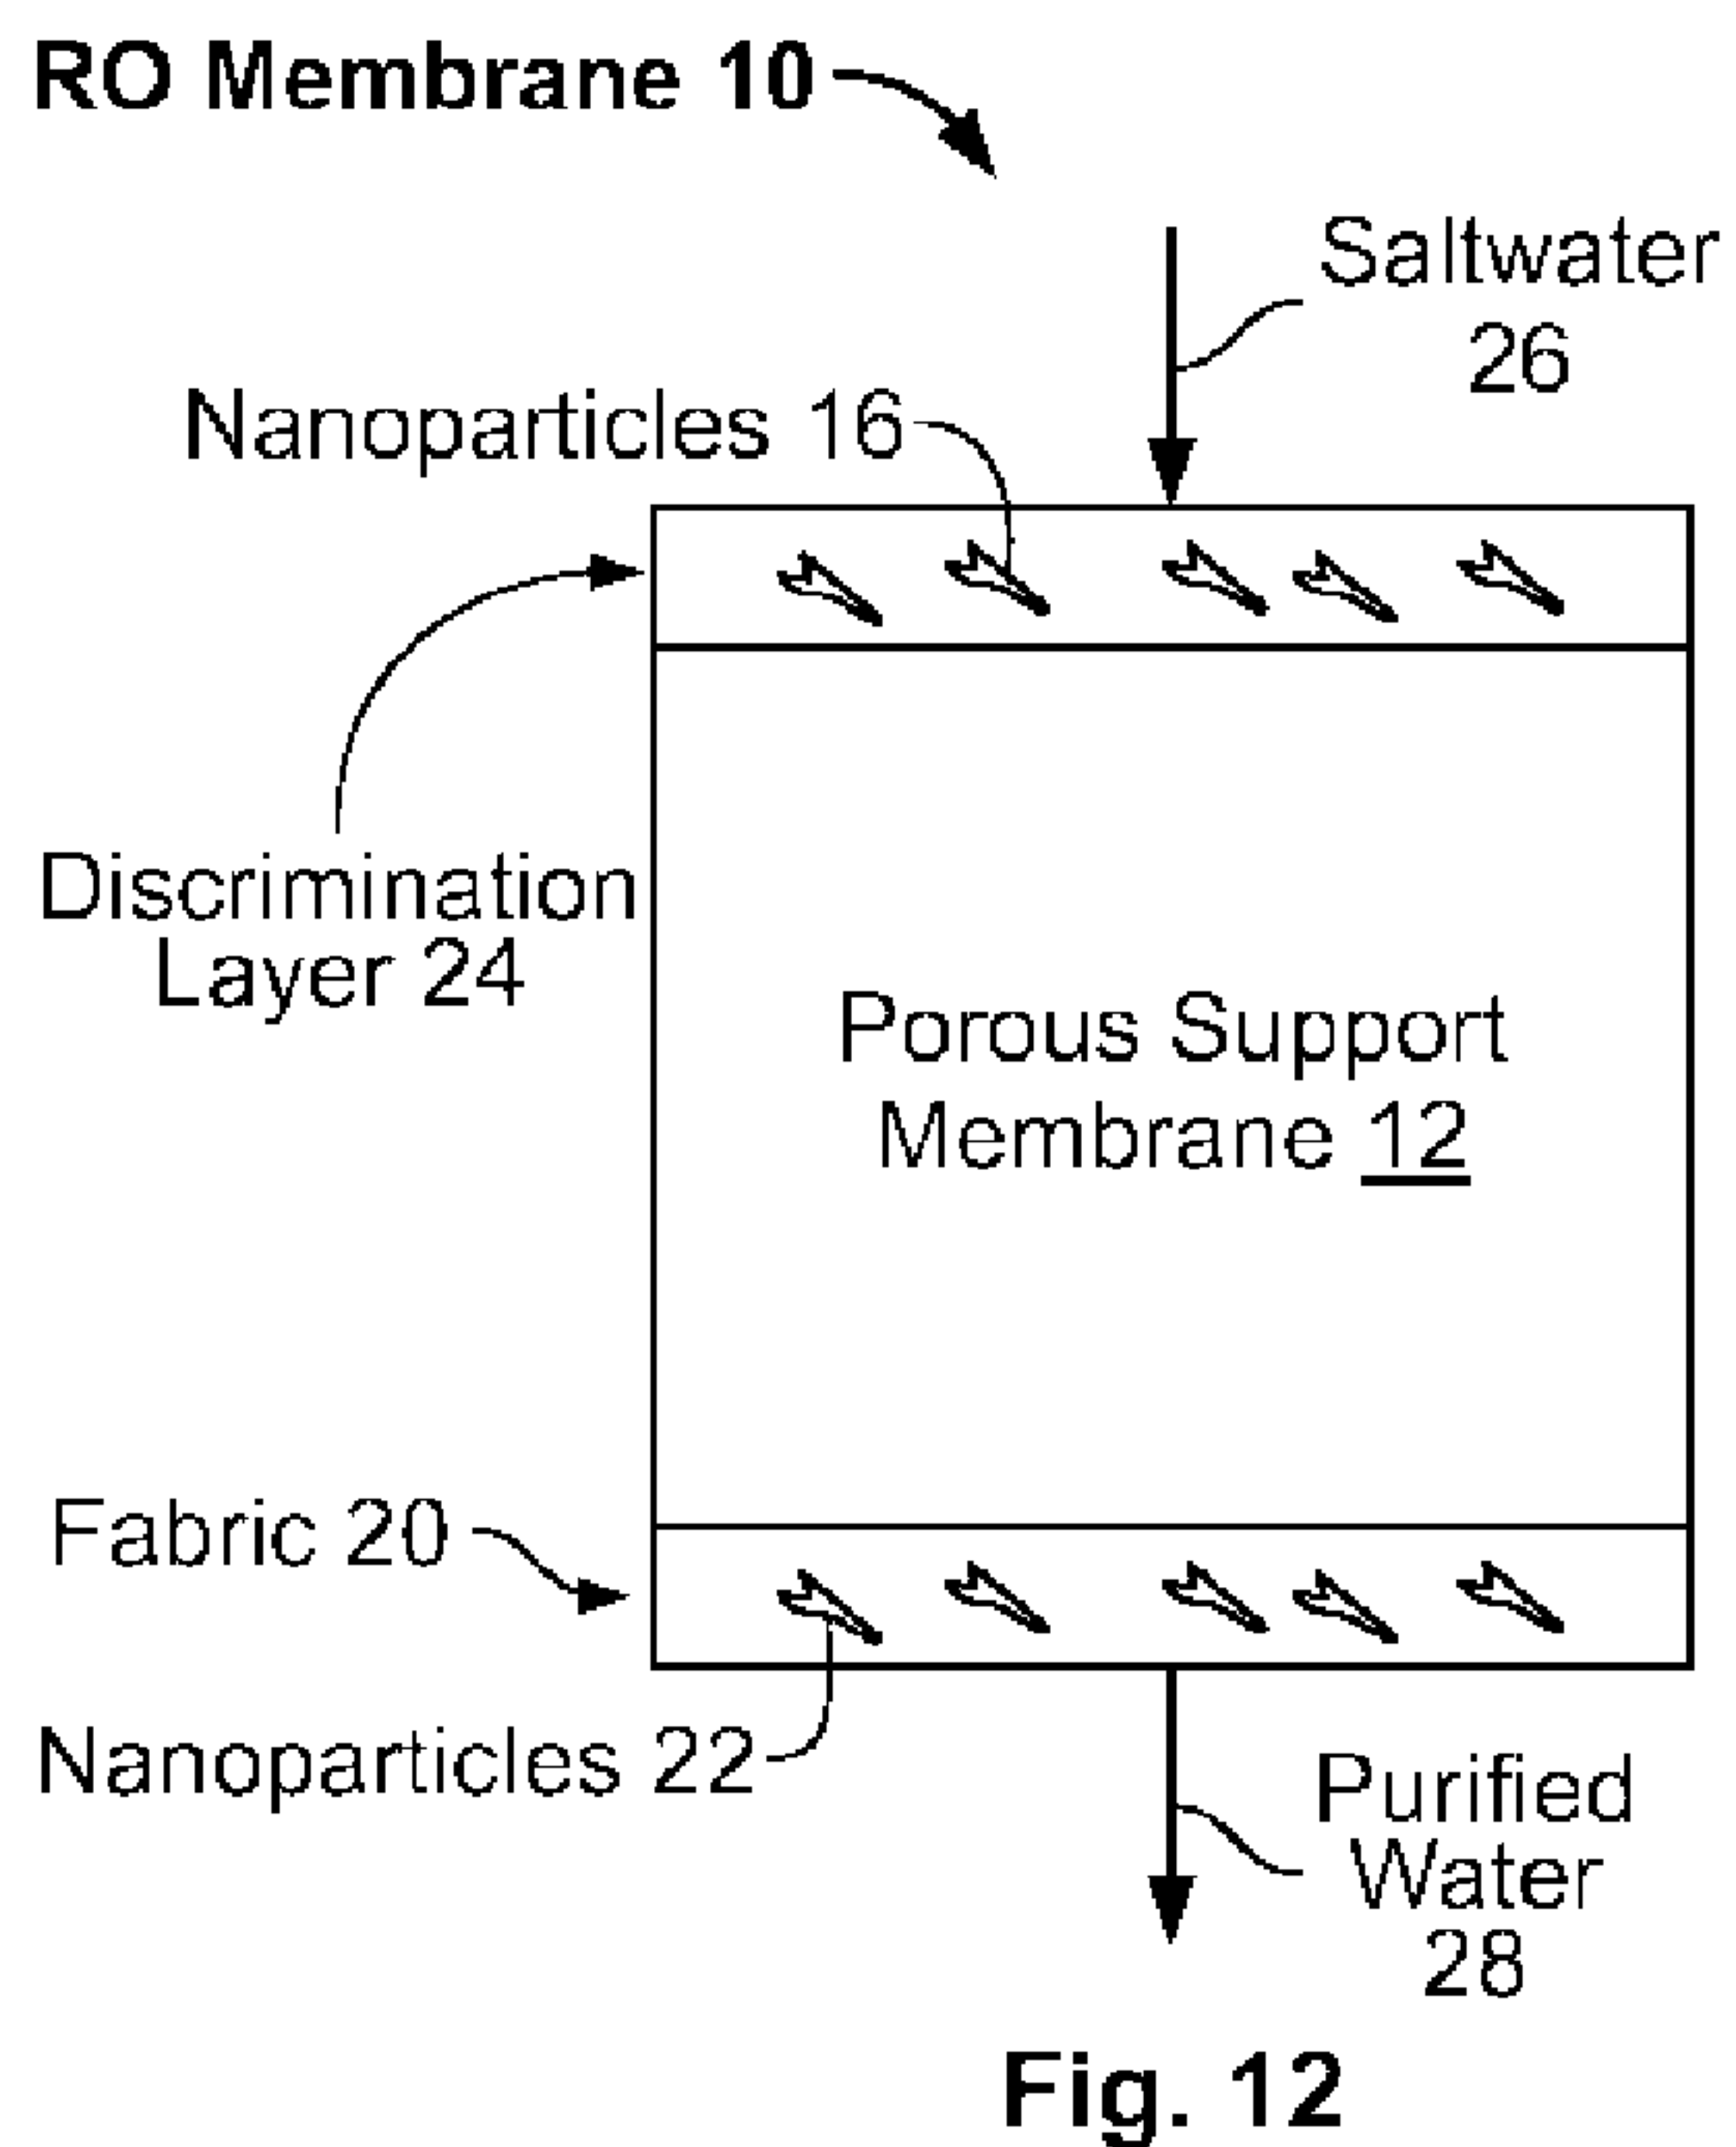 RO Membrane 10
Saltwater
26
Nanoparticles 16
Discrimination
Layer 24
Porous Support
Membrane 12
Fabric 20
Nanoparticles 22
Purified
Water
28
Fig. 12